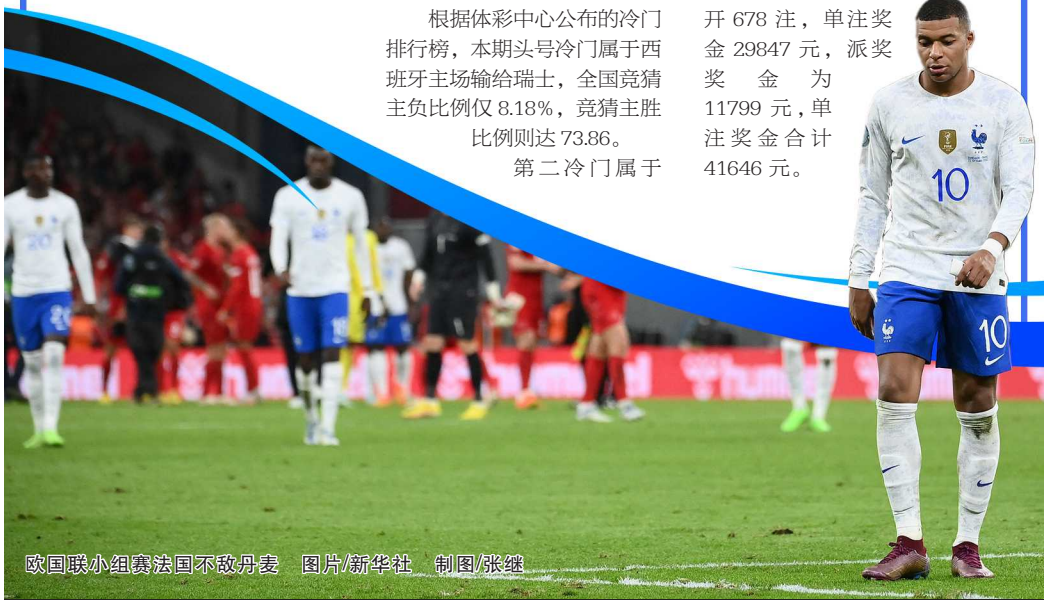 根据体彩中心公布的冷门
排行榜，本期头号冷门属于西
班牙主场输给瑞士，全国竞猜
主负比例仅 8.18%，竞猜主胜
比例则达 73.86。
第二冷门属于
开 678 注，单注奖
金 29847 元，派奖
奖金为
11799 元，单
注奖金合计
41646 元。
10
10
欧国联小组赛法国不敌丹麦 图片/新华社 制图/张继